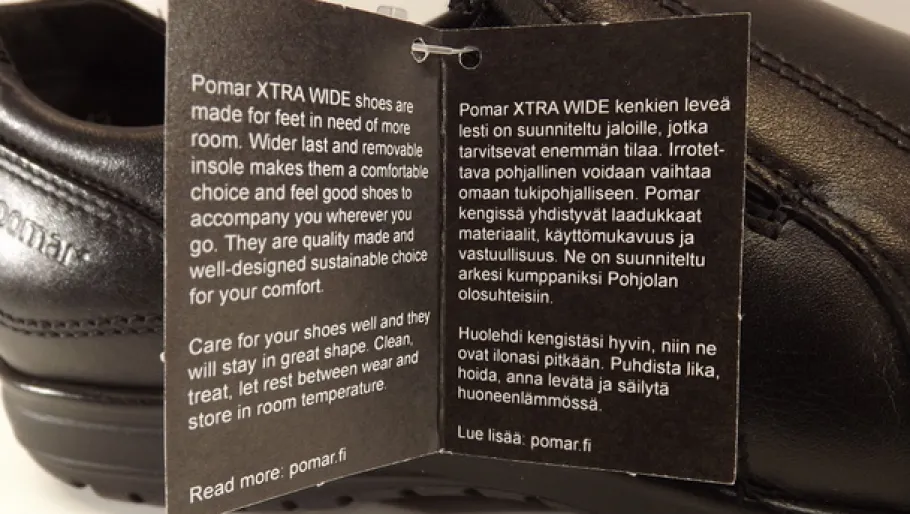 Pomar XTRA WIDE shoes are
made for feet in need of more
room. Wider last and removable
insole makes them a comfortable
choice and feel good shoes to
accompany you wherever you
go. They are quality made and
well-designed sustainable choice
for your comfort.
Care for your shoes well and they
will stay in great shape. Clean,
treat, let rest between wear and
store in room temperature.
Read more: pomar.fi
Pomar XTRA WIDE kenkien leveä
lesti on suunniteltu jaloille, jotka
tarvitsevat enemmän tilaa. Irrotet-
tava pohjallinen voidaan vaihtaa
omaan tukipohjalliseen. Pomar
kengissä yhdistyvät laadukkaat
materiaalit, käyttömukavuus ja
vastuullisuus. Ne on suunniteltu
arkesi kumppaniksi Pohjolan
olosuhteisiin.
Huolehdi kengistäsi hyvin, niin ne
ovat ilonasi pitkään. Puhdista lika,
hoida, anna levätä ja säilytä
huoneenlämmössä.
Lue lisää: pomar.fi
pomar